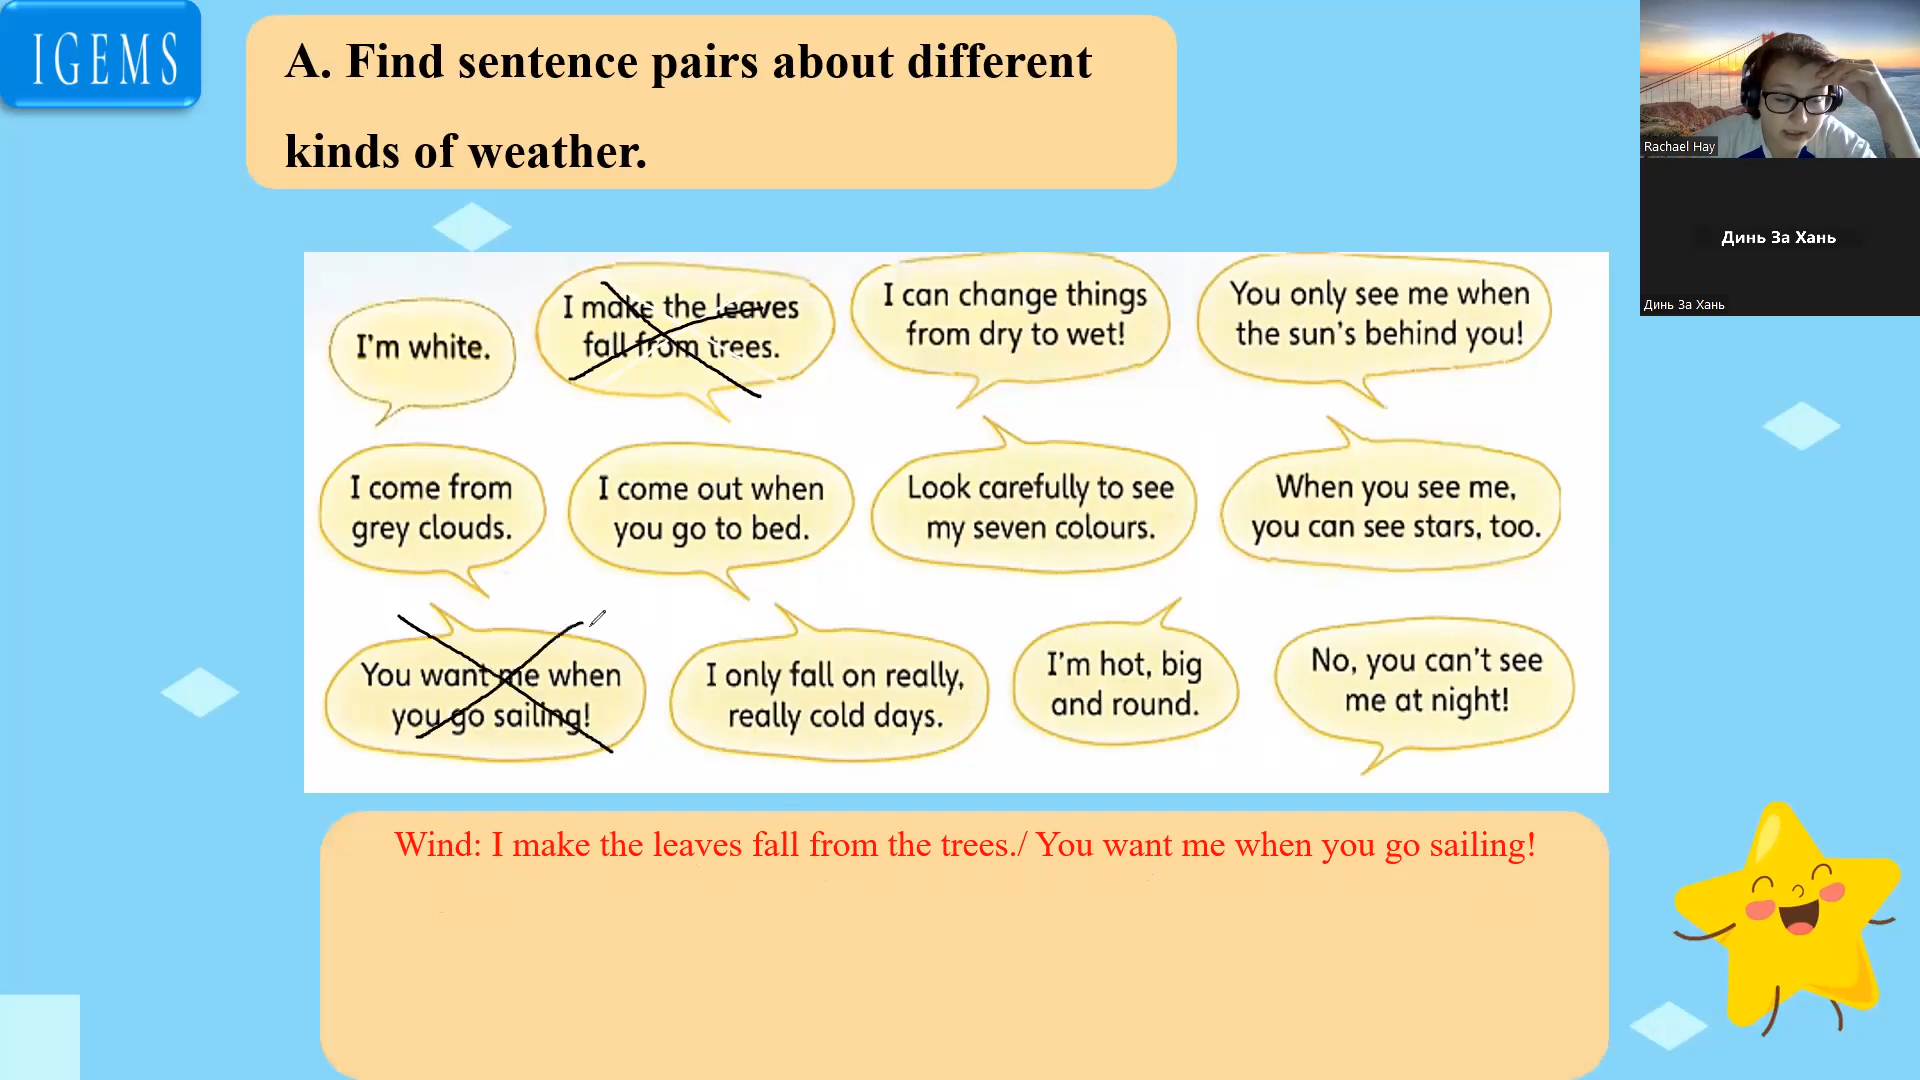 IGEMS
A. Find sentence pairs about different
kinds of weather.
Rachael Hay
Динь За Хань
Динь За Хань
I'm white.
I make the leaves
fall from trees.
I can change things
from dry to wet!
You only see me when
the sun's behind you!
I come from
grey clouds.
I come out when
you go to bed.
Look carefully to see
my seven colours.
When you see me,
you can see stars, too.
You want me when
you go sailing!
I only fall on really,
really cold days.
I'm hot, big
and round.
No, you can't see
me at night!
Wind: I make the leaves fall from the trees./ You want me when you go sailing!